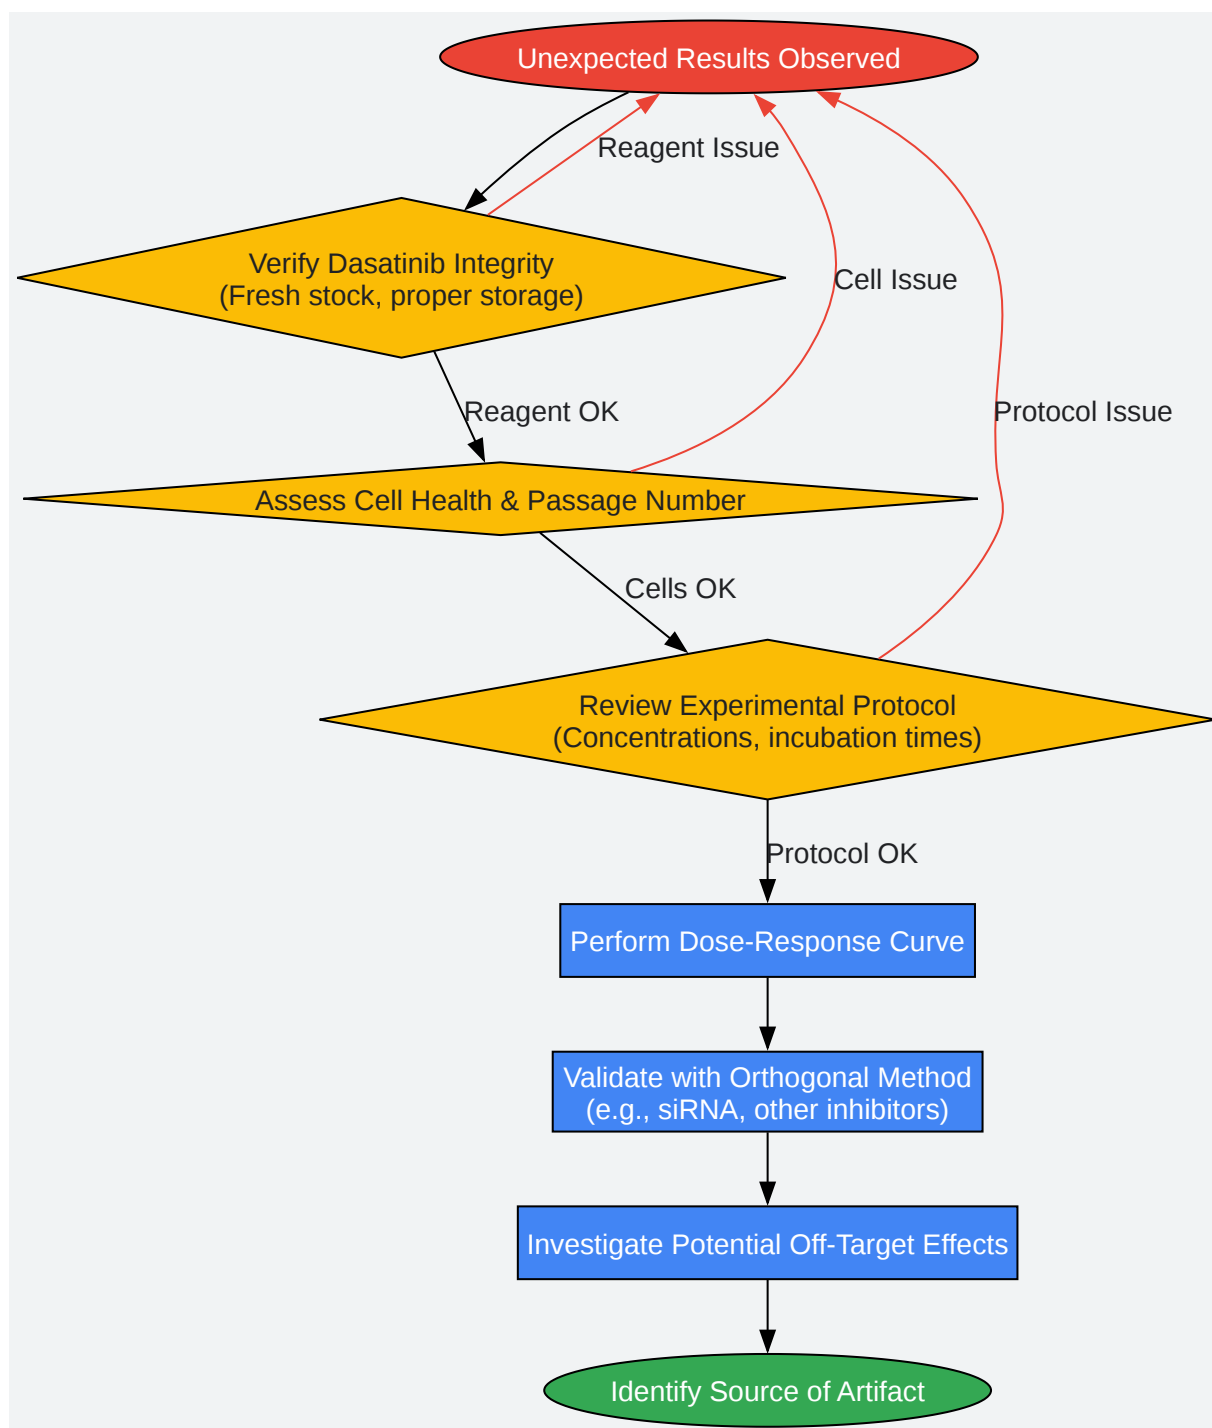 Unexpected Results Observed
Reagent Issue
Verify Dasatinib Integrity
(Fresh stock, proper storage)
Cell Issue
Reagent OK
Protocol Issue
Assess Cell Health & Passage Number
Cells OK
Review Experimental Protocol
(Concentrations, incubation times)
Protocol OK
Perform Dose-Response Curve
Validate with Orthogonal Method
(e.g., siRNA, other inhibitors)
Investigate Potential Off-Target Effects
Identify Source of Artifact